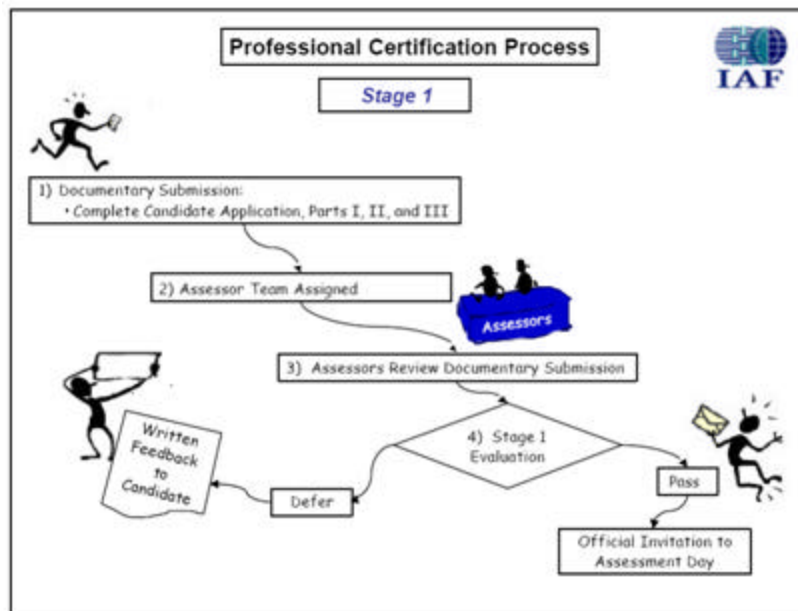 Professional Certification Process
IAF
Stage 1
1) Documentary Submission:
• Complete Candidate Application, Parts I, II, and III
2) Assessor Team Assigned
Assessors
3) Assessors Review Documentary Submission
4) Stage 1
Evaluation
Written
Feedback
to
Candidate
Defer
Pass
Official Invitation to
Assessment Day